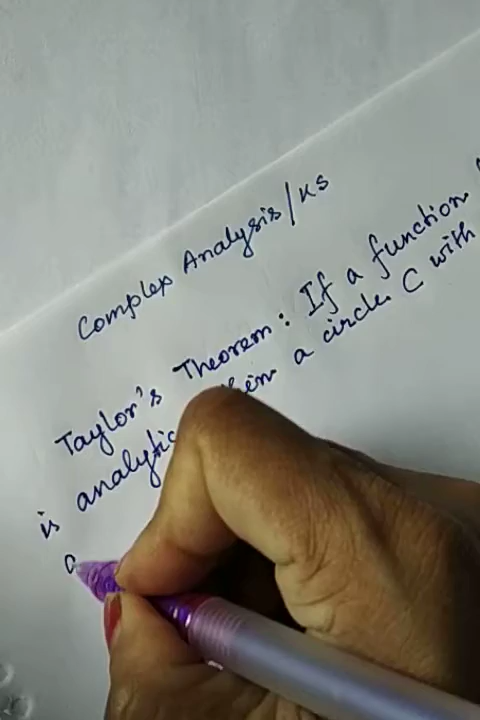 Complex Analysis/KS
Taylor's Theorem: If a function
is analytic a circle C with